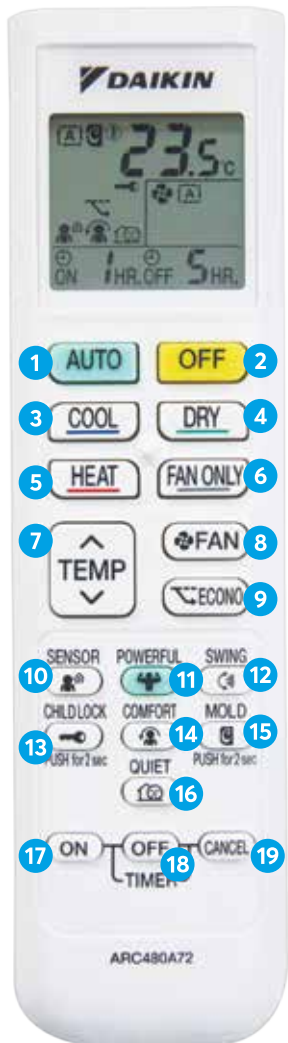 DAIKIN
A 23.5c
A
ON 1HR. OFF 5HR.
1 AUTO OFF 2
3 COOL DRY 4
5 HEAT FAN ONLY 6
7 TEMP FAN 8
ECONO 9
SENSOR POWERFUL SWING
10 11 12
CHILD LOCK COMFORT MOLD
13 14 15
PUSH for 2 sec PUSH for 2 sec
QUIET
16
17 ON OFF 18 CANCEL 19
TIMER
ARC480A72